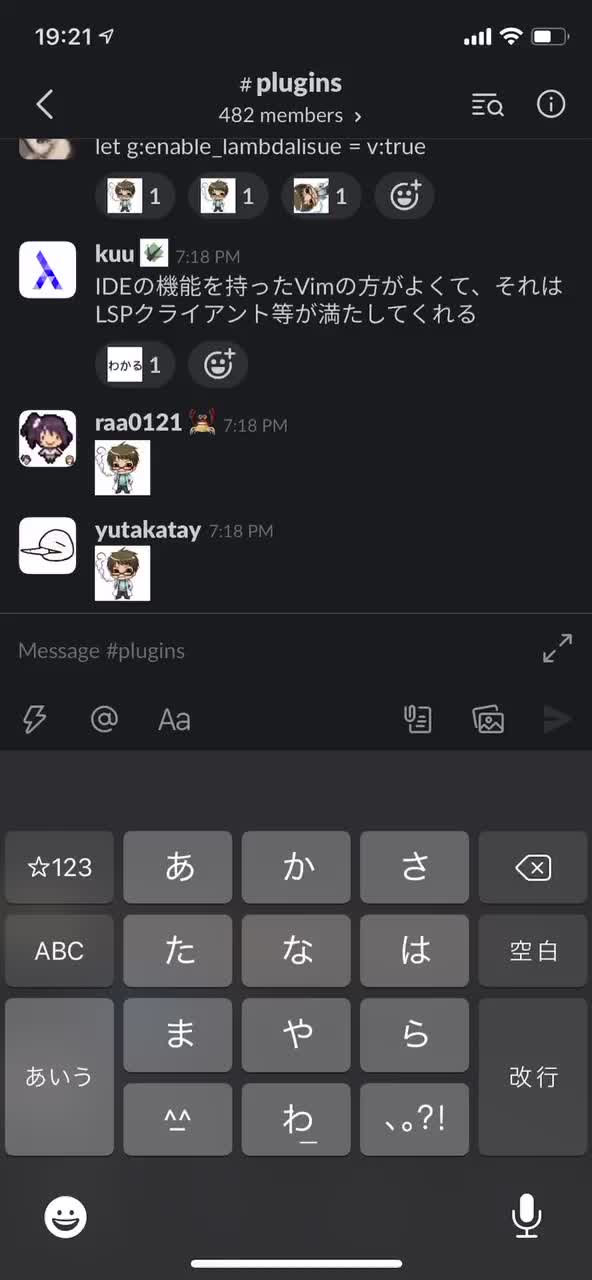 19:21
#plugins
482 members >
let g:enable_lambdalisue = v:true
1 1 1
kuu 7:18 PM
IDEの機能を持ったVimの方がよくて、それは
LSPクライアント等が満たしてくれる
わかる 1
raa0121 7:18 PM
yutakatay 7:18 PM
Message #plugins
@ Aa
☆123 あ か さ
ABC た な は 空白
あいう ま や ら 改行
^_^ わ_ 、。?!